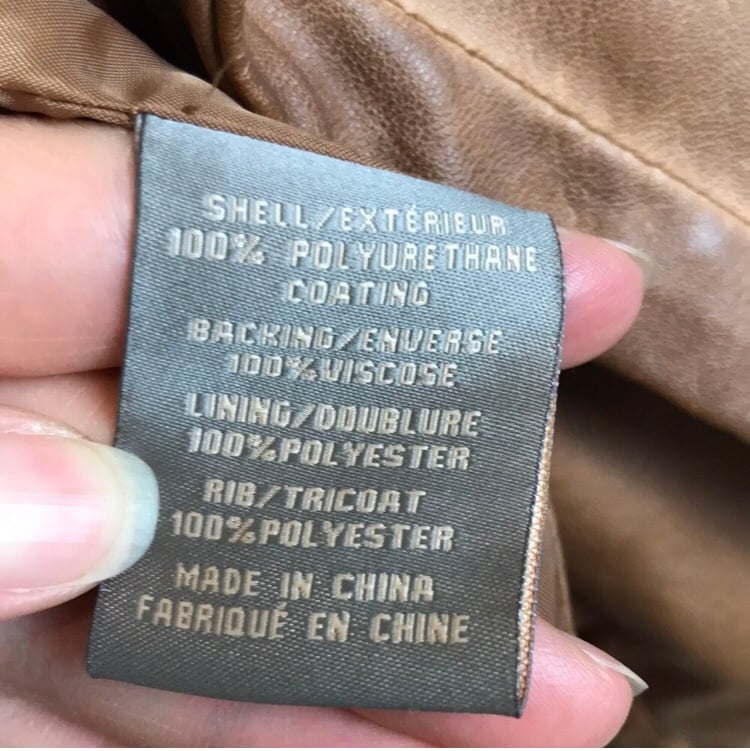 SHELL/EXTÉRIEUR
100% POLYURETHANE
COATING
BACKING/ENVERSE
100%VISCOSE
LINING/DOUBLURE
100%POLYESTER
RIB/TRICOAT
100%POLYESTER
MADE IN CHINA
FABRIQUÉ EN CHINE